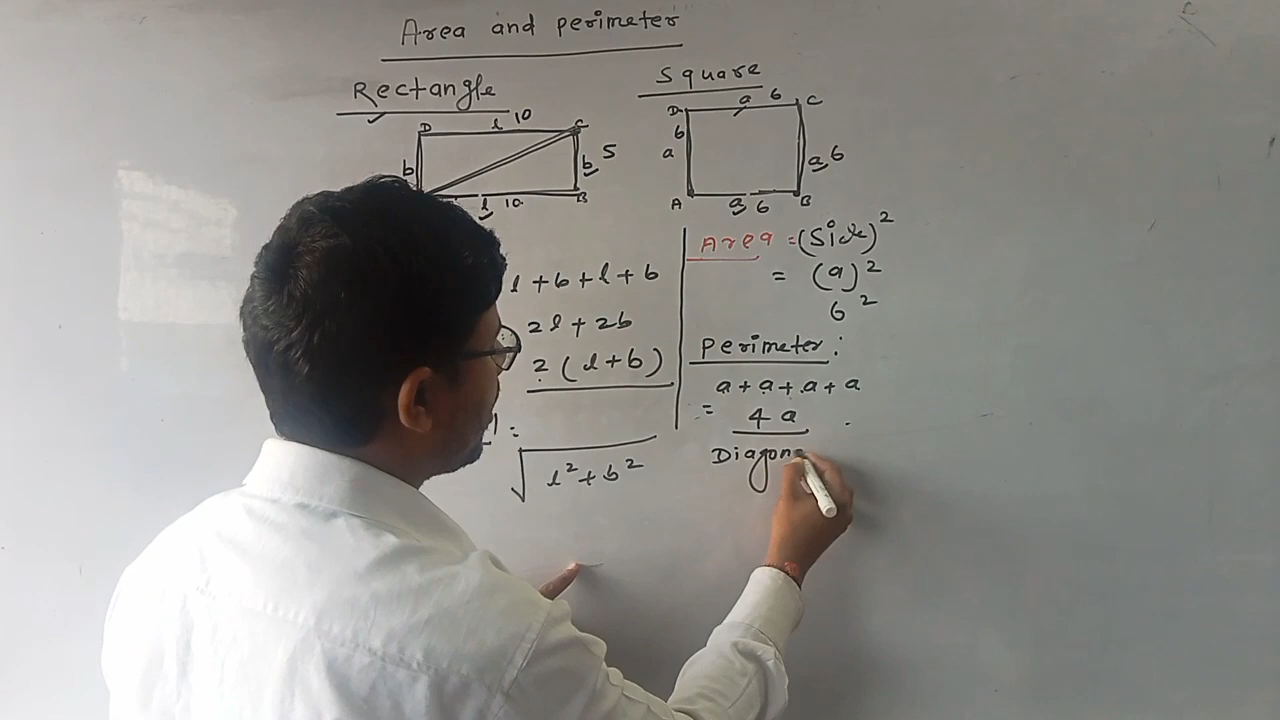 Area and perimeter
Rectangle
D l 10 C
b
b 5
l 10 B
l + b + l + b
2l + 2b
2 (l + b)
=
√ l² + b²
Square
D a 6 C
6
a
a 6
A a 6 B
Area = (Side)²
= (a)²
6²
Perimeter :
a + a + a + a
= 4 a
Diagon